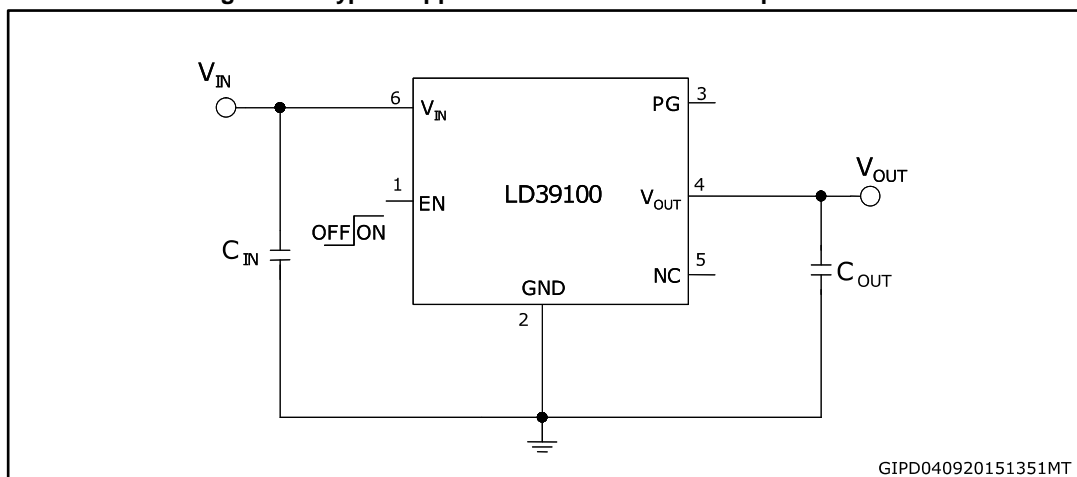 V_IN
6
V_IN
PG
3
1
EN
OFF ON
LD39100
V_OUT
4
V_OUT
C_IN
NC
5
C_OUT
GND
2
GIPD040920151351MT